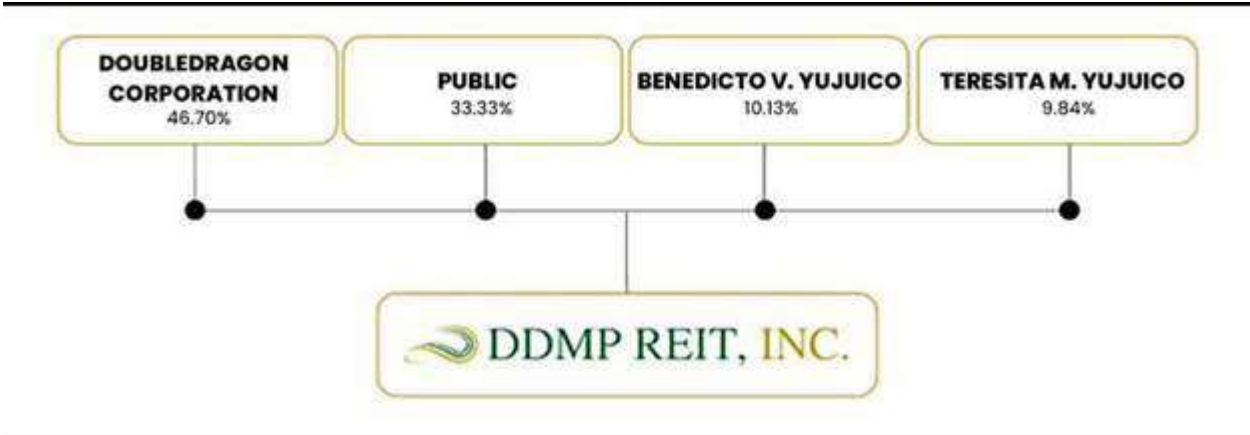 DOUBLEDRAGON
CORPORATION
46.70%
PUBLIC
33.33%
BENEDICTO V. YUJUICO
10.13%
TERESITA M. YUJUICO
9.84%
DDMP REIT, INC.